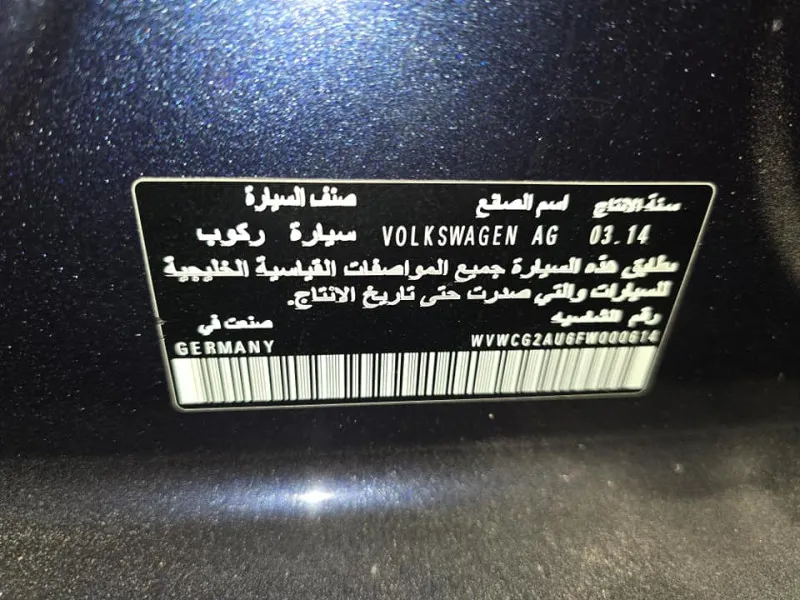 سنة الانتاج اسم الصانع صنف السيارة
03.14 VOLKSWAGEN AG سيارة ركوب
مطابق هذه السيارة جميع المواصفات القياسية الخليجية
للسيارات والتي صدرت حتى تاريخ الانتاج.
رقم الشاسيه صنعت في
WVWCG2AU6FW000614 GERMANY